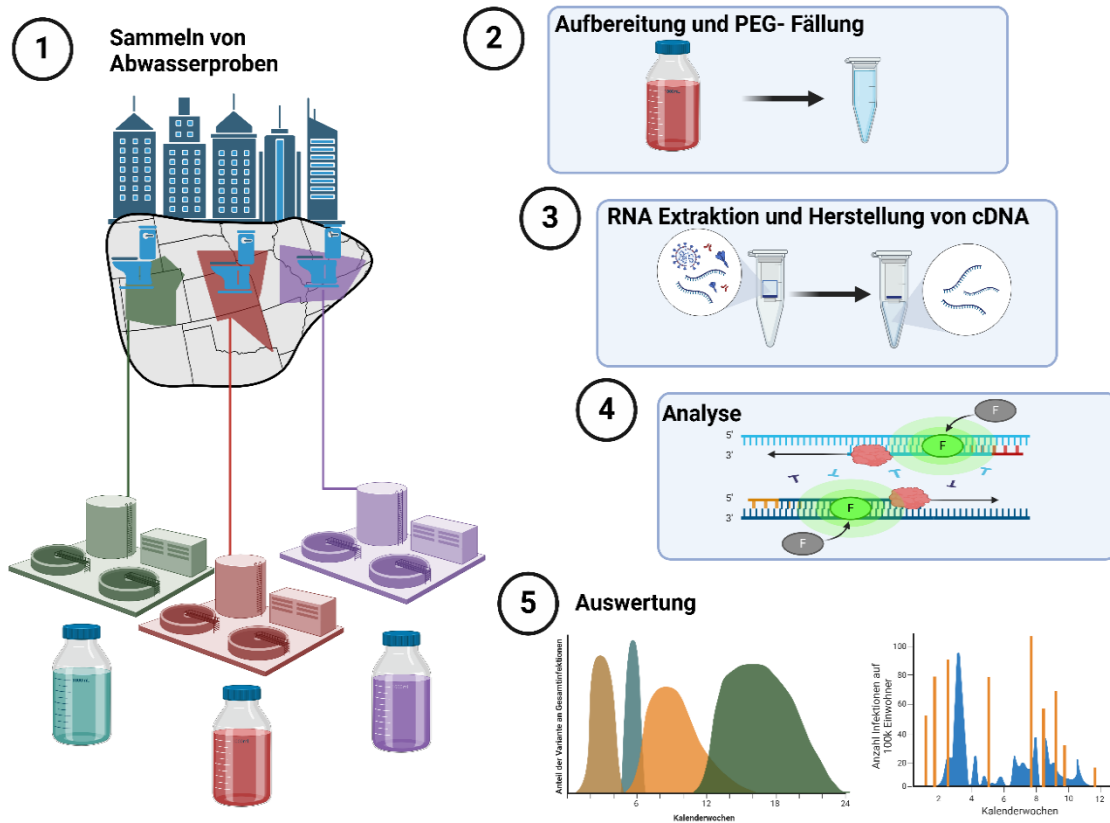 1
Sammeln von
Abwasserproben
2
Aufbereitung und PEG- Fällung
3
RNA Extraktion und Herstellung von cDNA
4
Analyse
F
5'
3'
F
5'
3'
F
F
5
Auswertung
Anteil der Variante an Gesamtinfektionen
6
12
18
24
Kalenderwochen
Anzahl Infektionen auf
100k Einwohner
100
80
60
40
20
0
2
4
6
8
10
12
Kalenderwochen